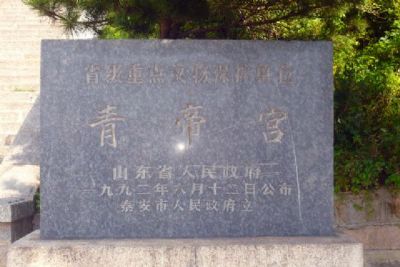 省级重点文物保护单位
青帝宫
山东省人民政府
一九九二年六月十二日公布
泰安市人民政府立